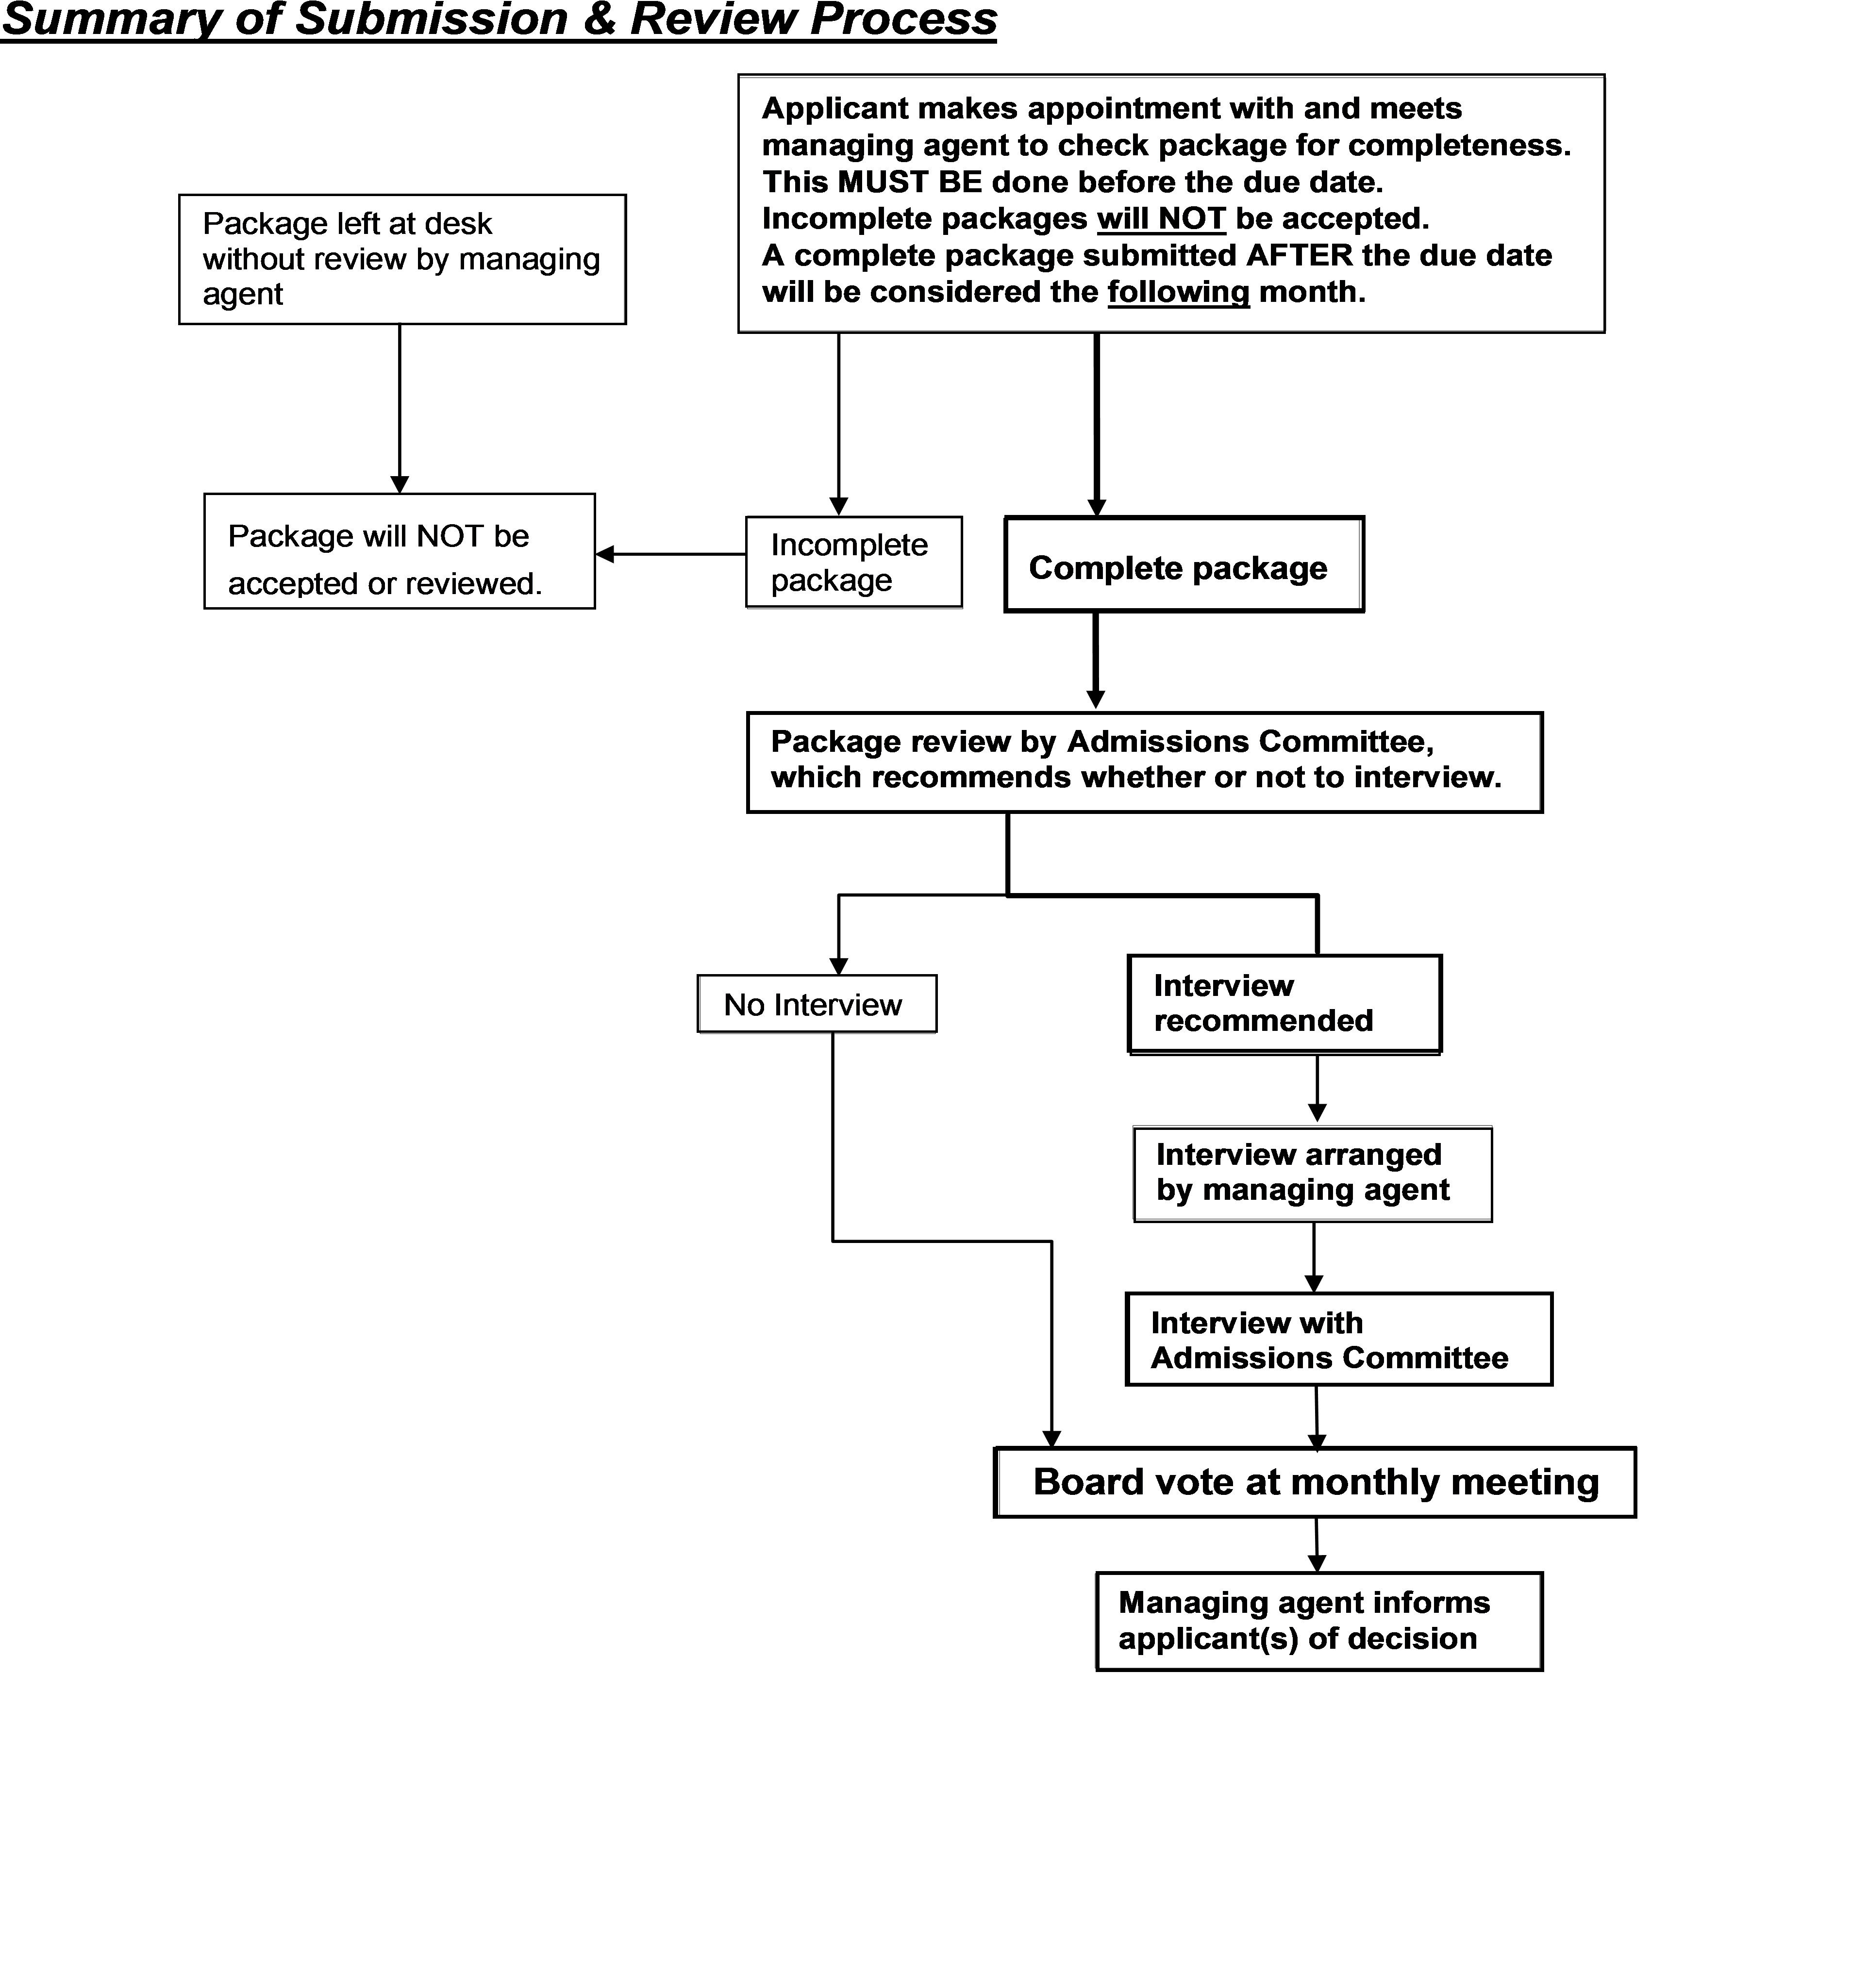 Summary of Submission & Review Process
Applicant makes appointment with and meets
managing agent to check package for completeness.
This MUST BE done before the due date.
Incomplete packages will NOT be accepted.
A complete package submitted AFTER the due date
will be considered the following month.
Package left at desk
without review by managing
agent
Package will NOT be
accepted or reviewed.
Incomplete
package
Complete package
Package review by Admissions Committee,
which recommends whether or not to interview.
No Interview
Interview
recommended
Interview arranged
by managing agent
Interview with
Admissions Committee
Board vote at monthly meeting
Managing agent informs
applicant(s) of decision